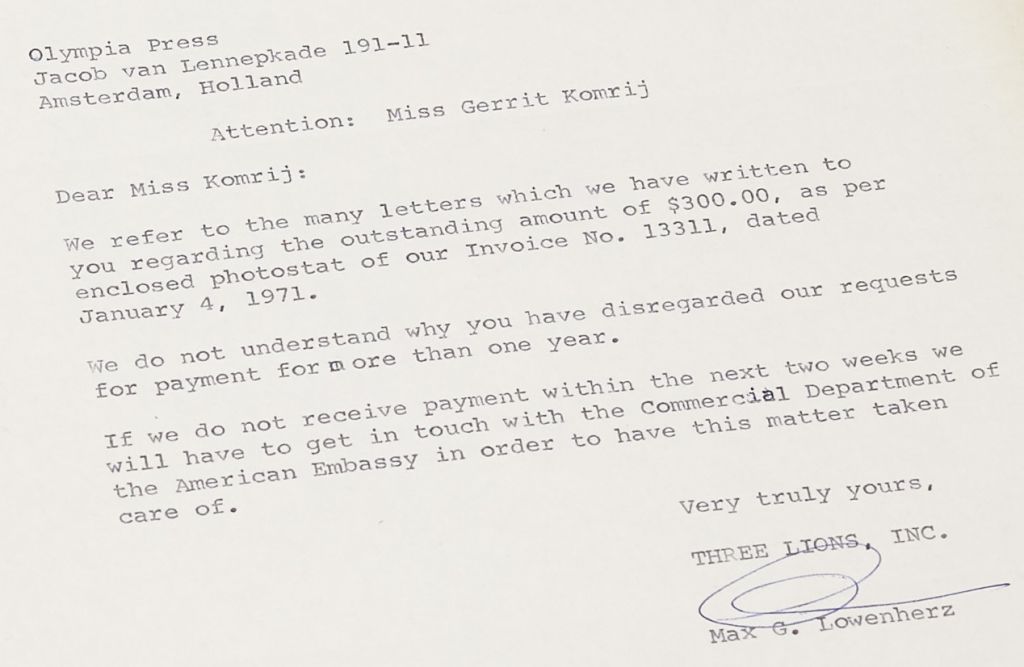 Olympia Press
Jacob van Lennepkade 191-11
Amsterdam, Holland
Attention: Miss Gerrit Komrij
Dear Miss Komrij:
We refer to the many letters which we have written to
you regarding the outstanding amount of $300.00, as per
enclosed photostat of our Invoice No. 13311, dated
January 4, 1971.
We do not understand why you have disregarded our requests
for payment for more than one year.
If we do not receive payment within the next two weeks we
will have to get in touch with the Commercial Department of
the American Embassy in order to have this matter taken
care of.
Very truly yours,
THREE LIONS, INC.
Max G. Lowenherz